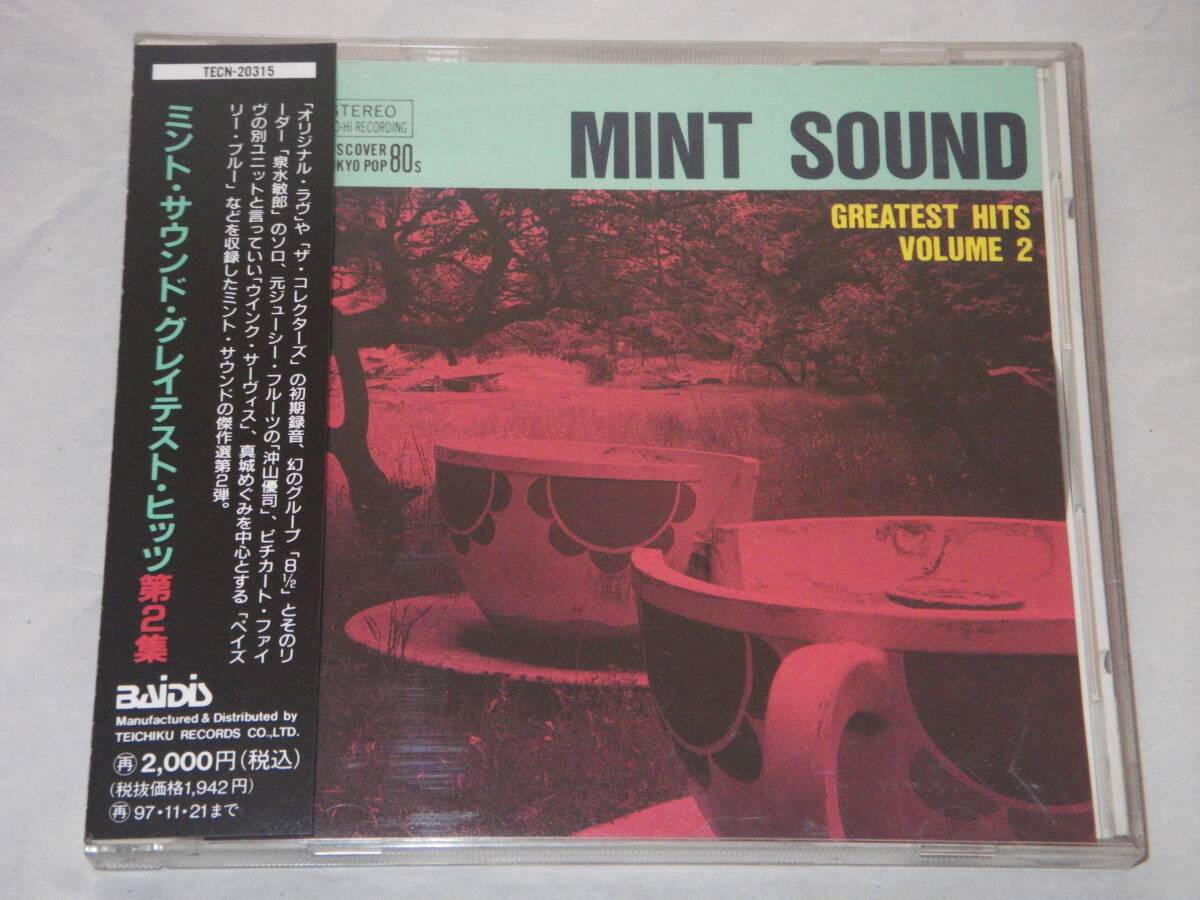 TECN-20315
ミント・サウンド・グレイテスト・ヒッツ 第2集
「オリジナル・ラヴ」や「ザ・コレクターズ」の初期録音、幻のグループ「8½」とそのリ
ーダー「泉水敏郎」のソロ、元ジューシー・フルーツの「沖山優司」、ピチカート・ファイ
ヴの別ユニットと言っていい「ウインク・サーヴィス」、真城めぐみを中心とする「ペイズ
リー・ブルー」などを収録したミント・サウンドの傑作選第2弾。
BAIDIS
Manufactured & Distributed by
TEICHIKU RECORDS CO.,LTD.
再 2,000円(税込)
(税抜価格1,942円)
再 97・11・21まで
STEREO
O-HI-RECORDING
SCOVER
KYO POP 80s
MINT SOUND
GREATEST HITS
VOLUME 2